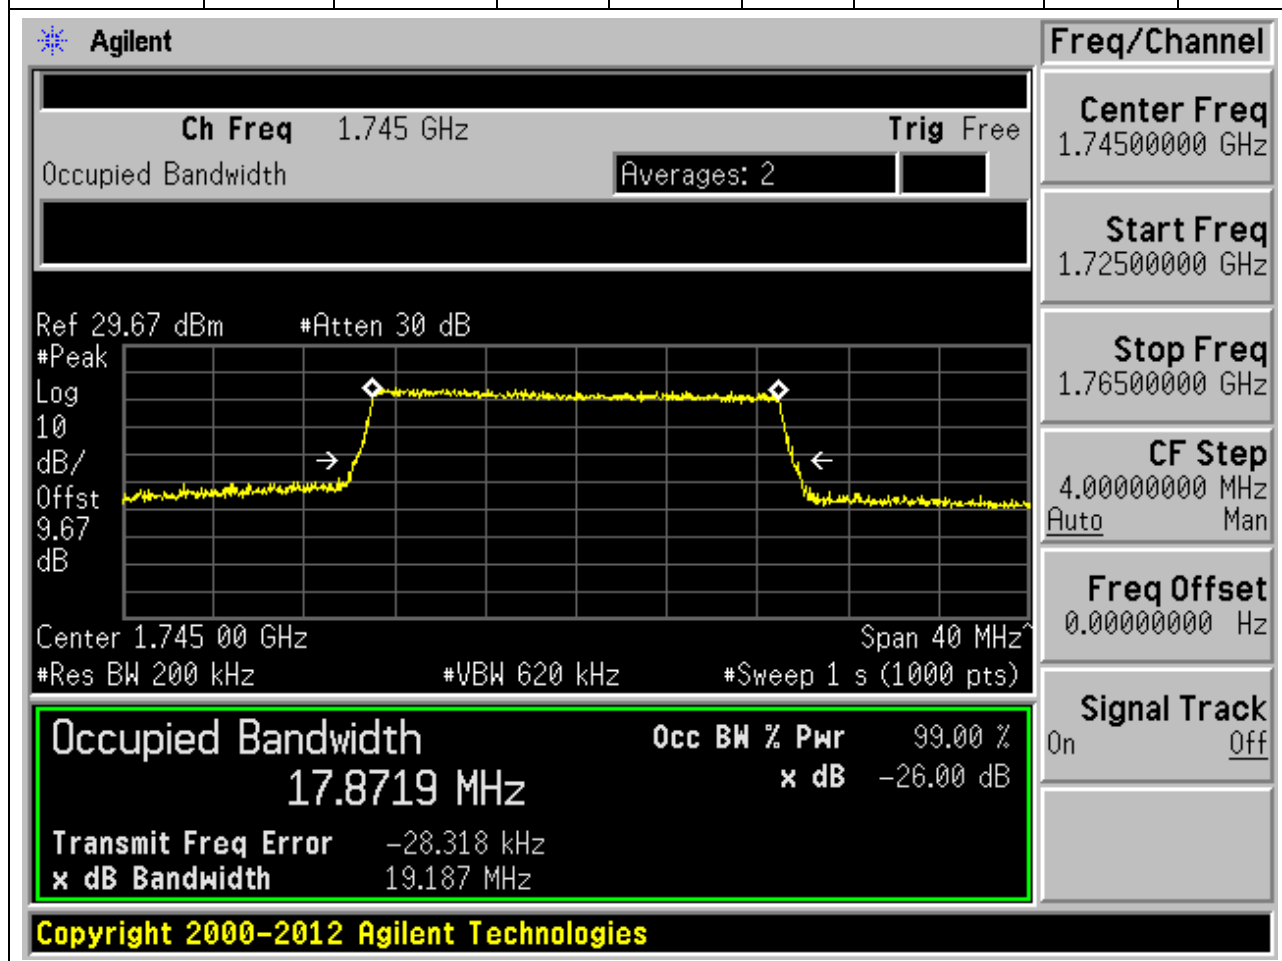 Agilent
Freq/Channel
Ch Freq 1.745 GHz Trig Free
Occupied Bandwidth Averages: 2
Ref 29.67 dBm #Atten 30 dB
#Peak
Log
10
dB/
Offst
9.67
dB
Center 1.745 00 GHz Span 40 MHz^
#Res BW 200 kHz #VBW 620 kHz #Sweep 1 s (1000 pts)
Occupied Bandwidth Occ BW % Pwr 99.00 %
17.8719 MHz x dB -26.00 dB
Transmit Freq Error -28.318 kHz
x dB Bandwidth 19.187 MHz
Copyright 2000-2012 Agilent Technologies
Center Freq
1.74500000 GHz
Start Freq
1.72500000 GHz
Stop Freq
1.76500000 GHz
CF Step
4.00000000 MHz
Auto Man
Freq Offset
0.00000000 Hz
Signal Track
On Off